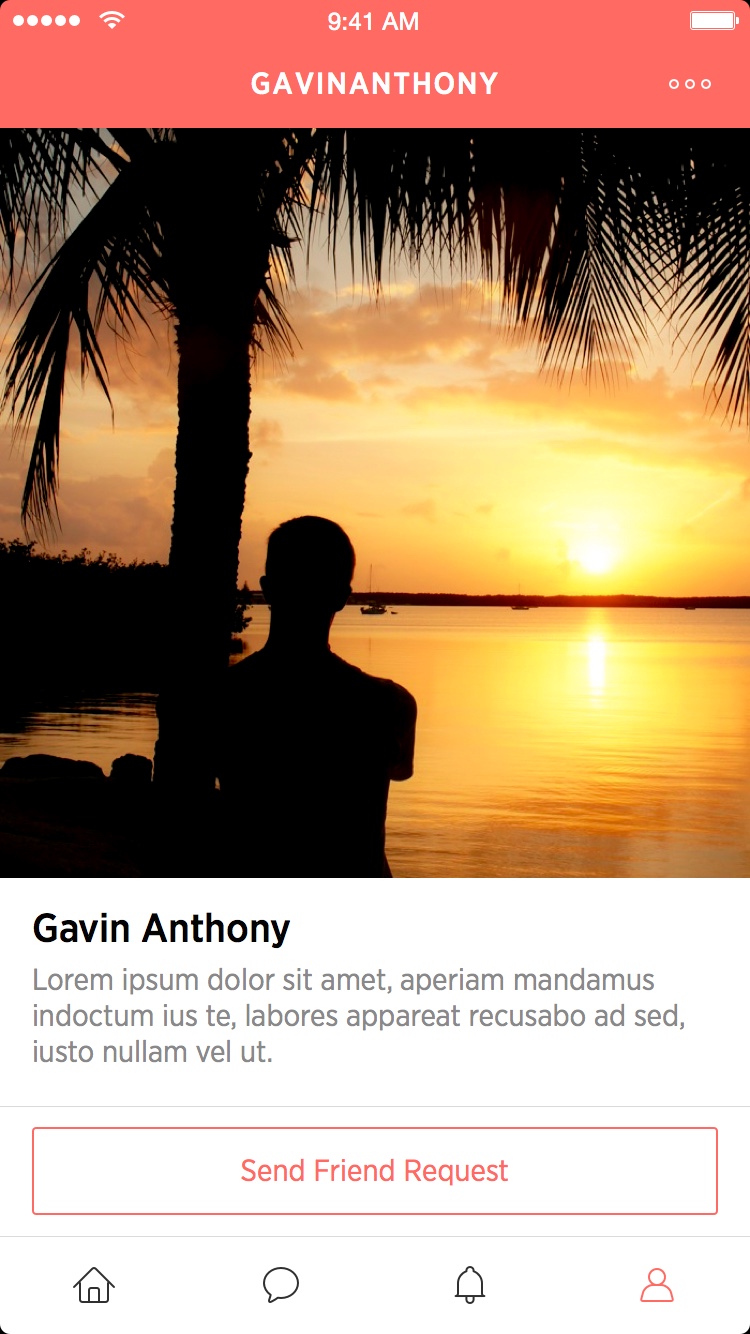 9:41 AM
GAVINANTHONY
Gavin Anthony
Lorem ipsum dolor sit amet, aperiam mandamus
indoctum ius te, labores appareat recusabo ad sed,
iusto nullam vel ut.
Send Friend Request